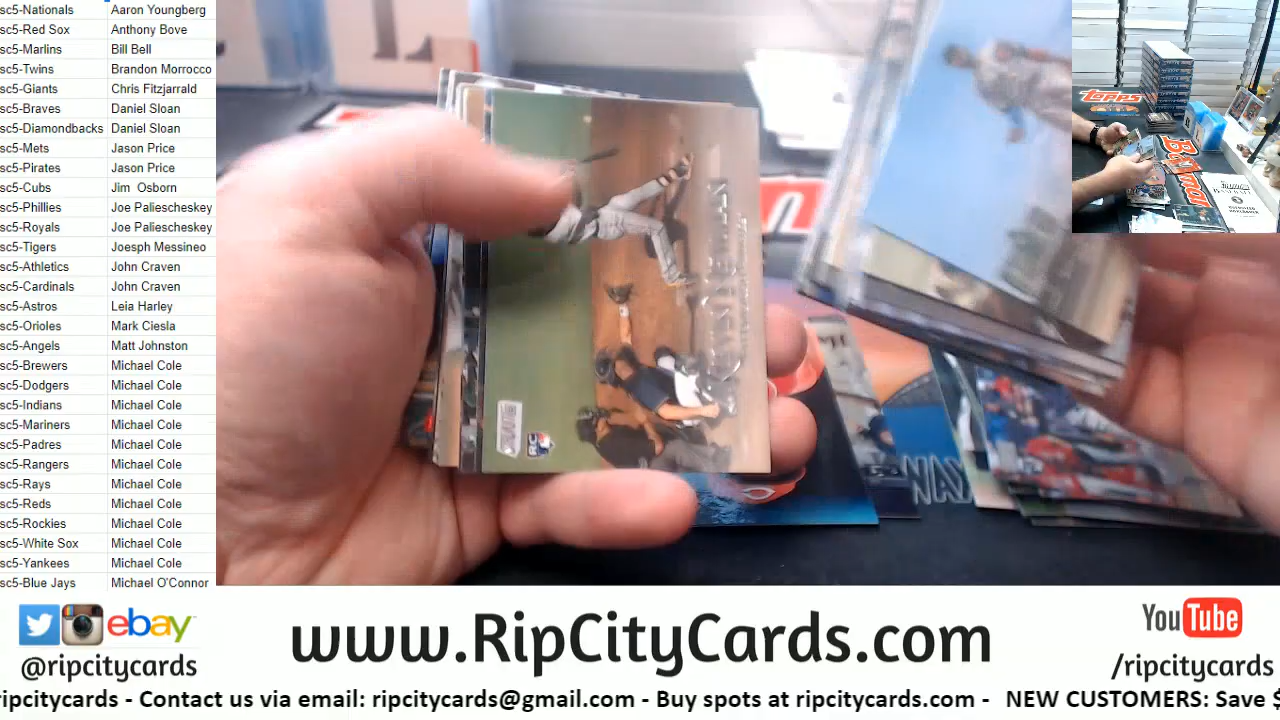 sc5-Nationals Aaron Youngberg
sc5-Red Sox Anthony Bove
sc5-Marlins Bill Bell
sc5-Twins Brandon Morrocco
sc5-Giants Chris Fitzjarrald
sc5-Braves Daniel Sloan
sc5-Diamondbacks Daniel Sloan
sc5-Mets Jason Price
sc5-Pirates Jason Price
sc5-Cubs Jim Osborn
sc5-Phillies Joe Paliescheskey
sc5-Royals Joe Paliescheskey
sc5-Tigers Joesph Messineo
sc5-Athletics John Craven
sc5-Cardinals John Craven
sc5-Astros Leia Harley
sc5-Orioles Mark Ciesla
sc5-Angels Matt Johnston
sc5-Brewers Michael Cole
sc5-Dodgers Michael Cole
sc5-Indians Michael Cole
sc5-Mariners Michael Cole
sc5-Padres Michael Cole
sc5-Rangers Michael Cole
sc5-Rays Michael Cole
sc5-Reds Michael Cole
sc5-Rockies Michael Cole
sc5-White Sox Michael Cole
sc5-Yankees Michael Cole
sc5-Blue Jays Michael O'Connor
Topps
Bowman
RC
NAX
ebay
@ripcitycards
www.RipCityCards.com
YouTube
/ripcitycards
ripcitycards - Contact us via email: ripcitycards@gmail.com - Buy spots at ripcitycards.com - NEW CUSTOMERS: Save $